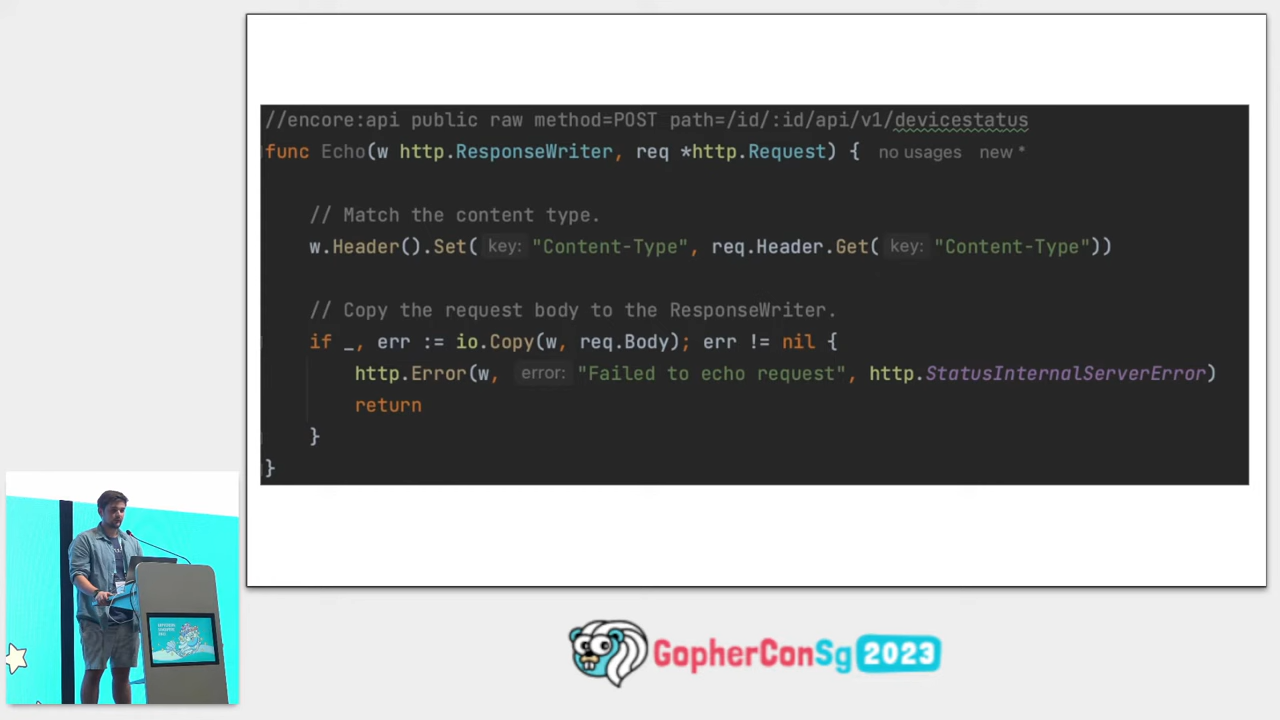 //encore:api public raw method=POST path=/id/:id/api/v1/devicestatus
func Echo(w http.ResponseWriter, req *http.Request) { no usages new *
// Match the content type.
w.Header().Set( key: "Content-Type", req.Header.Get( key: "Content-Type"))
// Copy the request body to the ResponseWriter.
if _, err := io.Copy(w, req.Body); err != nil {
http.Error(w, error: "Failed to echo request", http.StatusInternalServerError)
return
}
}
GopherConSg 2023